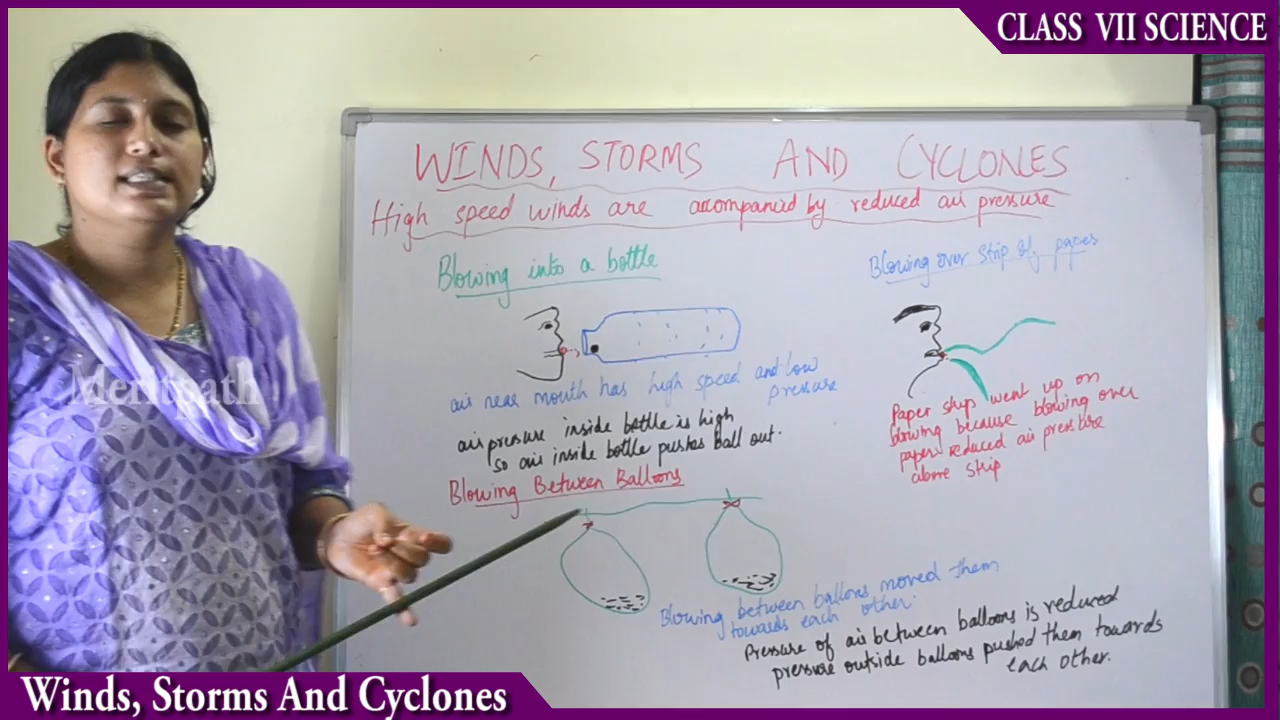 CLASS VII SCIENCE
WINDS, STORMS AND CYCLONES
High speed winds are accompanied by reduced air pressure
Blowing into a bottle
air near mouth has high speed and low
pressure
air pressure inside bottle is high
so air inside bottle pushes ball out.
Blowing over strip of paper
Paper strip went up on
blowing because blowing over
paper reduced air pressure
above strip
Blowing Between Balloons
Blowing between balloons moved them
towards each other.
Pressure of air between balloons is reduced
pressure outside balloons pushed them towards
each other.
Meritpath
Winds, Storms And Cyclones